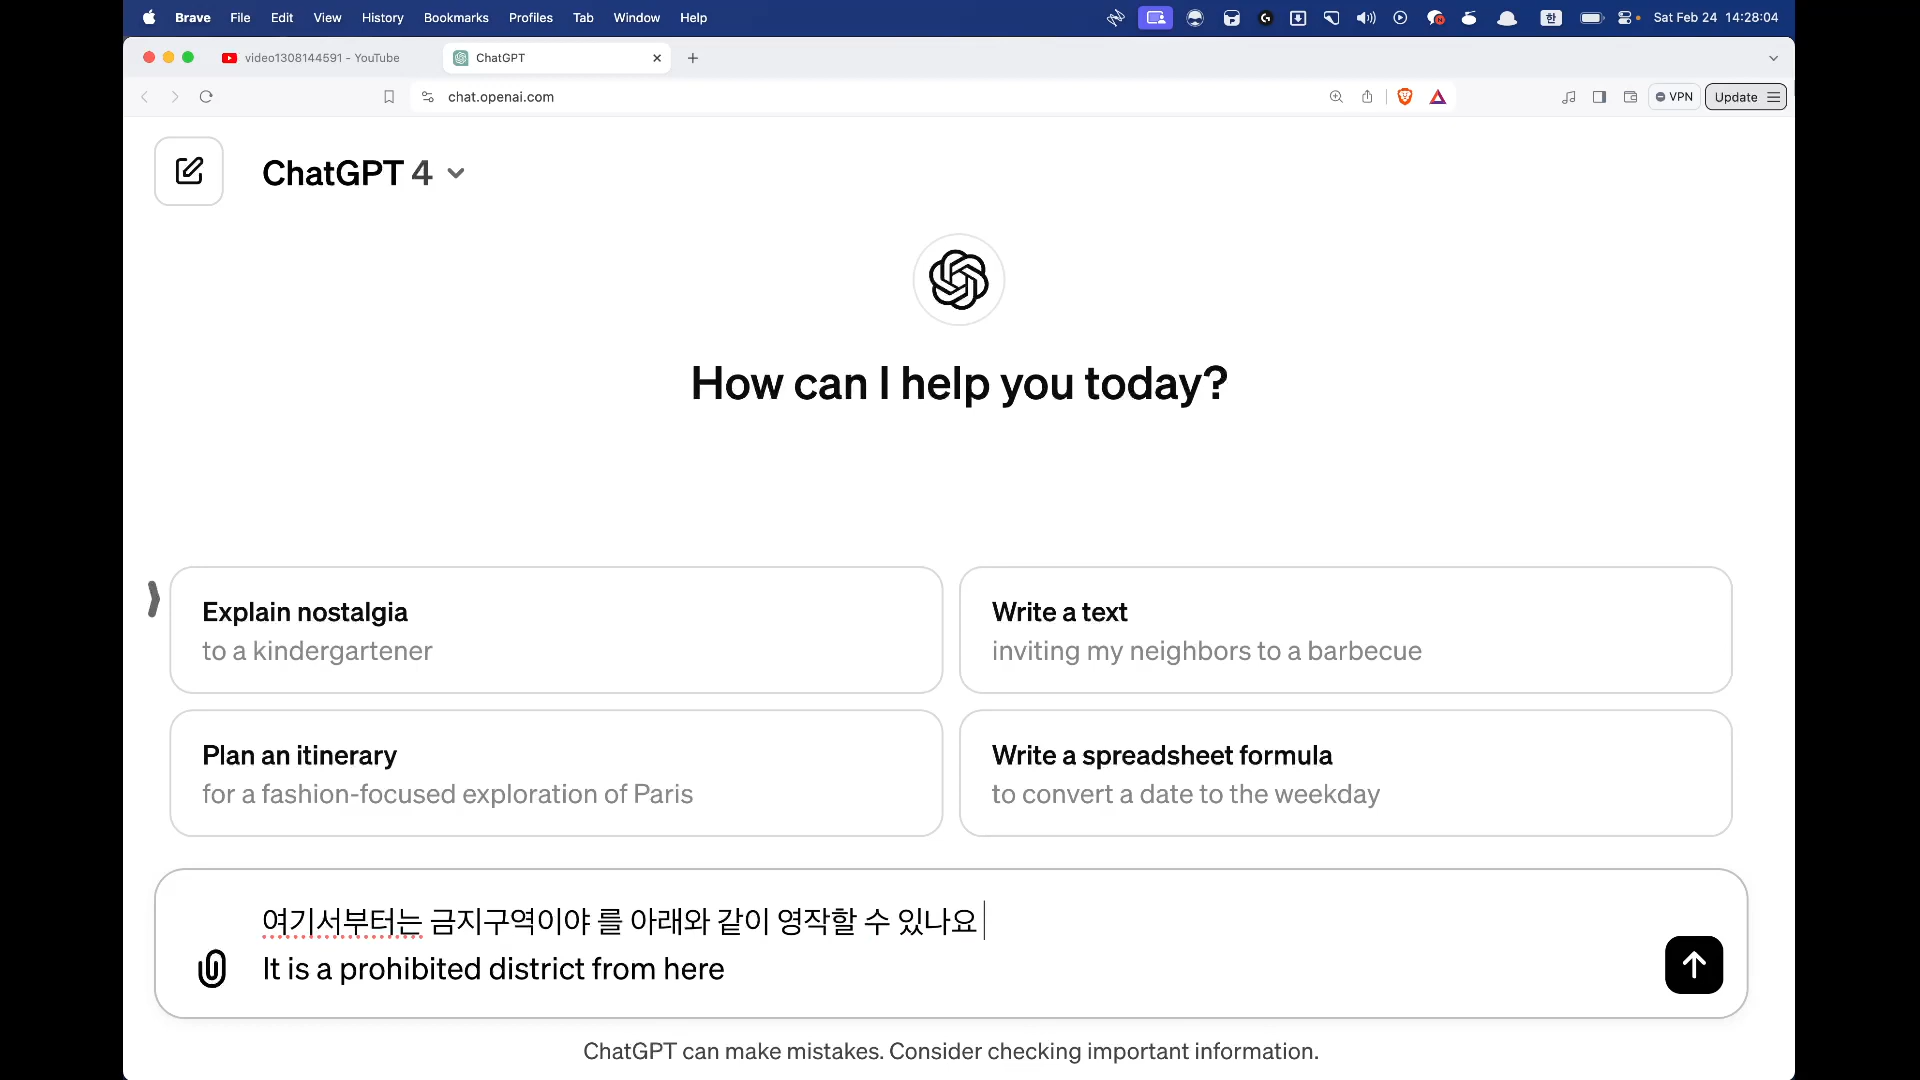 Brave File Edit View History Bookmarks Profiles Tab Window Help 한 Sat Feb 24 14:28:04
video1308144591 - YouTube ChatGPT
chat.openai.com VPN Update
ChatGPT 4
How can I help you today?
Explain nostalgia
to a kindergartener
Write a text
inviting my neighbors to a barbecue
Plan an itinerary
for a fashion-focused exploration of Paris
Write a spreadsheet formula
to convert a date to the weekday
여기서부터는 금지구역이야 를 아래와 같이 영작할 수 있나요
It is a prohibited district from here
ChatGPT can make mistakes. Consider checking important information.